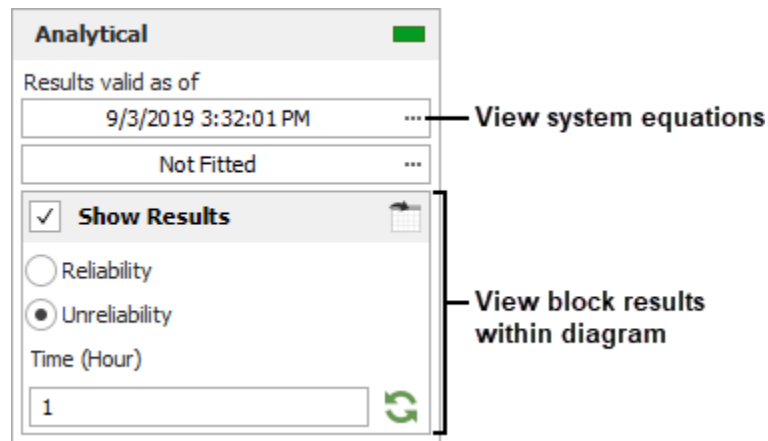 Analytical
Results valid as of
9/3/2019 3:32:01 PM ...
View system equations
Not Fitted ...
Show Results
Reliability
Unreliability
View block results
within diagram
Time (Hour)
1